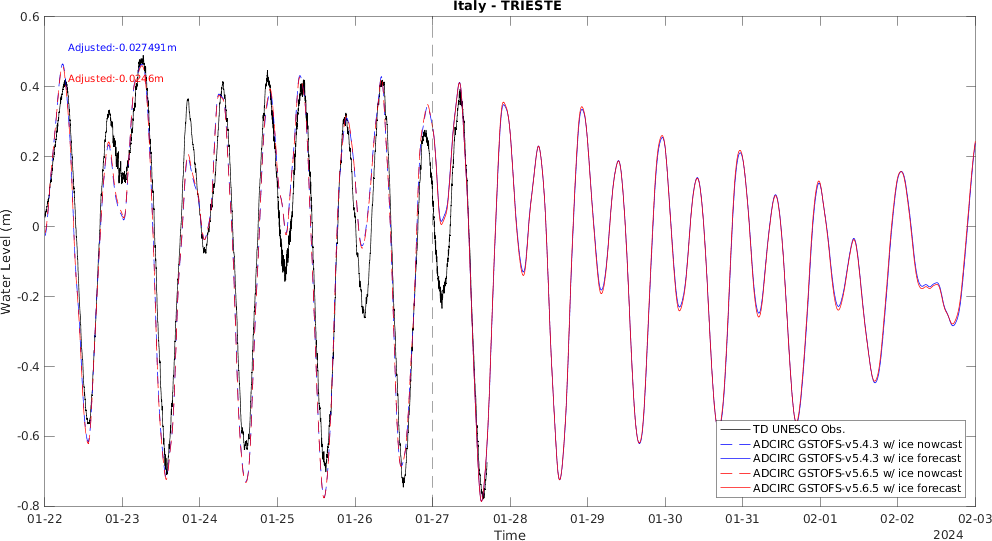 Italy - TRIESTE
0.6
0.4
0.2
0
-0.2
-0.4
-0.6
-0.8
Water Level (m)
Adjusted:-0.027491m
Adjusted:-0.0246m
TD UNESCO Obs.
ADCIRC GSTOFS-v5.4.3 w/ ice nowcast
ADCIRC GSTOFS-v5.4.3 w/ ice forecast
ADCIRC GSTOFS-v5.6.5 w/ ice nowcast
ADCIRC GSTOFS-v5.6.5 w/ ice forecast
01-22 01-23 01-24 01-25 01-26 01-27 01-28 01-29 01-30 01-31 02-01 02-02 02-03
Time
2024